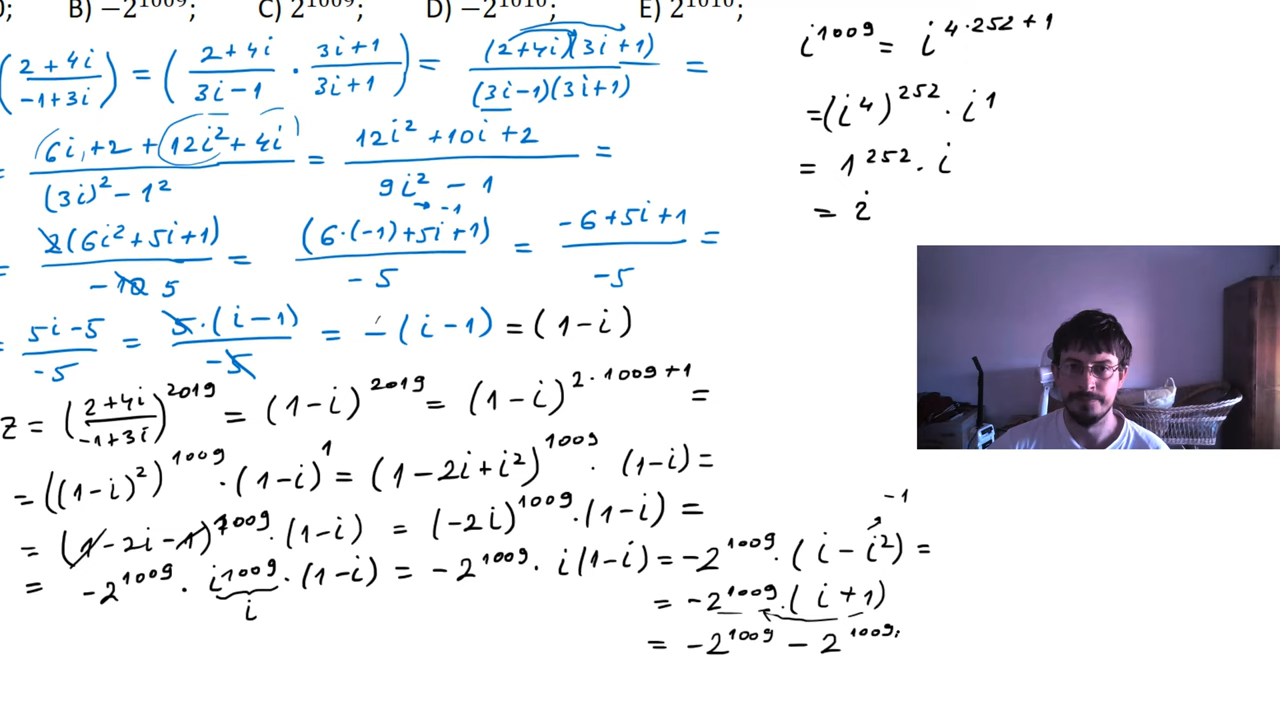 0; B) −2^1009; C) 2^1009; D) −2^1010; E) 2^1010;
((2+4i)/(−1+3i)) = ((2+4i)/(3i−1) · (3i+1)/(3i+1)) = ((2+4i)(3i+1))/((3i−1)(3i+1)) =
= (6i+2+12i²+4i)/((3i)²−1²) = (12i²+10i+2)/(9i²−1) =
→ −1
= 2(6i²+5i+1)/(−10 5) = (6·(−1)+5i+1)/(−5) = (−6+5i+1)/(−5) =
= (5i−5)/(−5) = (5·(i−1))/(−5) = −(i−1) = (1−i)
z = ((2+4i)/(−1+3i))^2019 = (1−i)^2019 = (1−i)^(2·1009+1) =
= ((1−i)²)^1009 · (1−i)^1 = (1−2i+i²)^1009 · (1−i) =
= (1−2i−1)^1009 · (1−i) = (−2i)^1009 · (1−i) =
= −2^1009 · i^1009 · (1−i) = −2^1009 · i(1−i) = −2^1009 · (i−i²) =
i
−1
= −2^1009 · (i+1)
= −2^1009 − 2^1009i
i^1009 = i^(4·252+1)
=(i^4)^252 · i^1
= 1^252 · i
= i